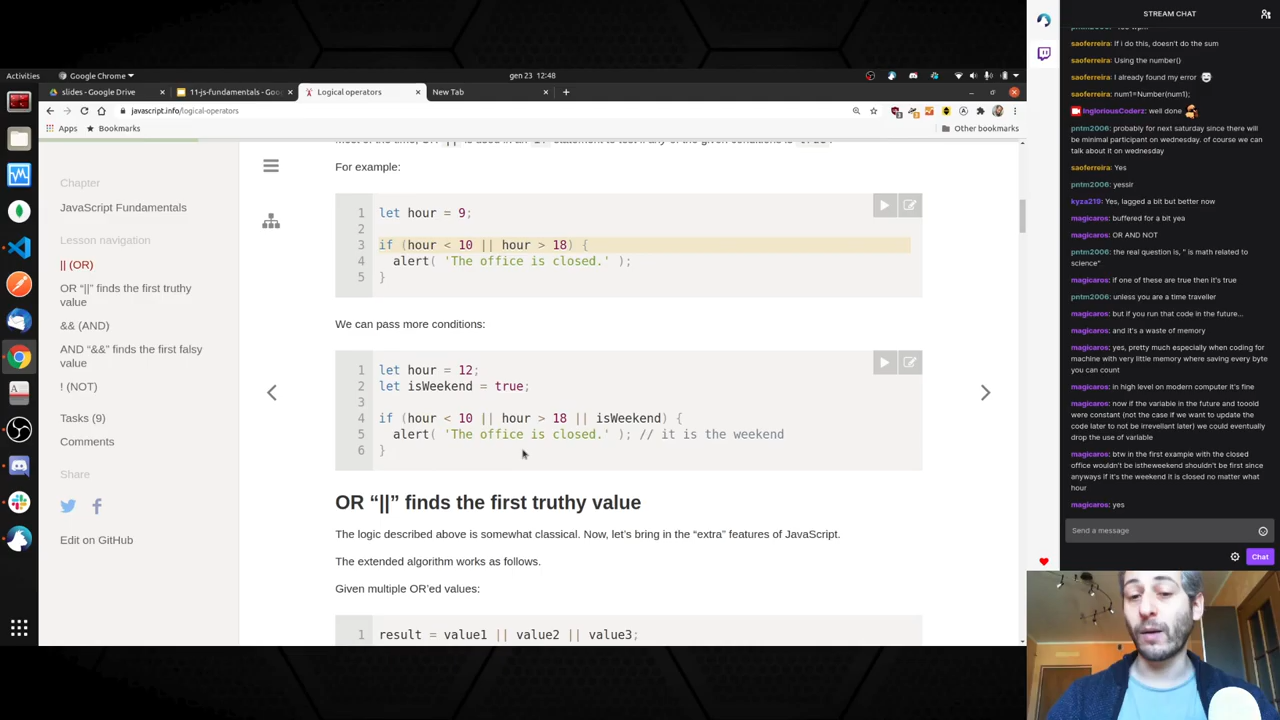 Activities
Google Chrome
gen 23 12:48
slides - Google Drive
11-js-fundamentals - Goog
Logical operators
New Tab
javascript.info/logical-operators
Apps
Bookmarks
Other bookmarks
Chapter
JavaScript Fundamentals
Lesson navigation
|| (OR)
OR “||” finds the first truthy
value
&& (AND)
AND “&&” finds the first falsy
value
! (NOT)
Tasks (9)
Comments
Share
Edit on GitHub
For example:
1 let hour = 9;
2
3 if (hour < 10 || hour > 18) {
4 alert( 'The office is closed.' );
5 }
We can pass more conditions:
1 let hour = 12;
2 let isWeekend = true;
3
4 if (hour < 10 || hour > 18 || isWeekend) {
5 alert( 'The office is closed.' ); // it is the weekend
6 }
OR “||” finds the first truthy value
The logic described above is somewhat classical. Now, let’s bring in the “extra” features of JavaScript.
The extended algorithm works as follows.
Given multiple OR’ed values:
1 result = value1 || value2 || value3;
STREAM CHAT
saoferreira: If i do this, doesn't do the sum
saoferreira: Using the number()
saoferreira: I already found my error
saoferreira: num1=Number(num1);
IngloriousCoderz: well done
pntm2006: probably for next saturday since there will
be minimal participant on wednesday. of course we can
talk about it on wednesday
saoferreira: Yes
pntm2006: yessir
kyza219: Yes, lagged a bit but better now
magicaros: buffered for a bit yea
magicaros: OR AND NOT
pntm2006: the real question is, " is math related to
science"
magicaros: if one of these are true then it's true
pntm2006: unless you are a time traveller
magicaros: but if you run that code in the future...
magicaros: and it's a waste of memory
magicaros: yes, pretty much especially when coding for
machine with very little memory where saving every byte
you can count
magicaros: in high level on modern computer it's fine
magicaros: now if the variable in the future and tooold
were constant (not the case if we want to update the
code later to not be irrevellant later) we could eventually
drop the use of variable
magicaros: btw in the first example with the closed
office wouldn't be istheweekend shouldn't be first since
anyways if it's the weekend it is closed no matter what
hour
magicaros: yes
Send a message
Chat